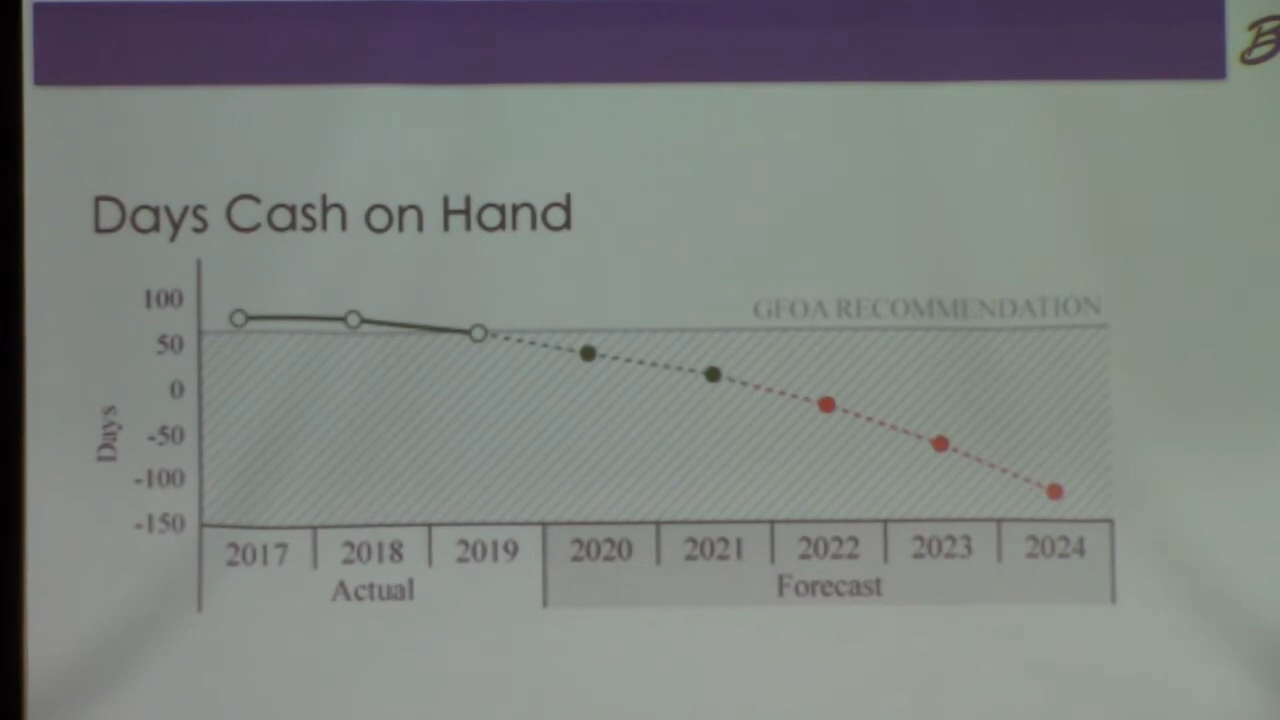 B
Days Cash on Hand
GFOA RECOMMENDATION
100
50
0
-50
-100
-150
Days
2017 2018 2019 2020 2021 2022 2023 2024
Actual Forecast